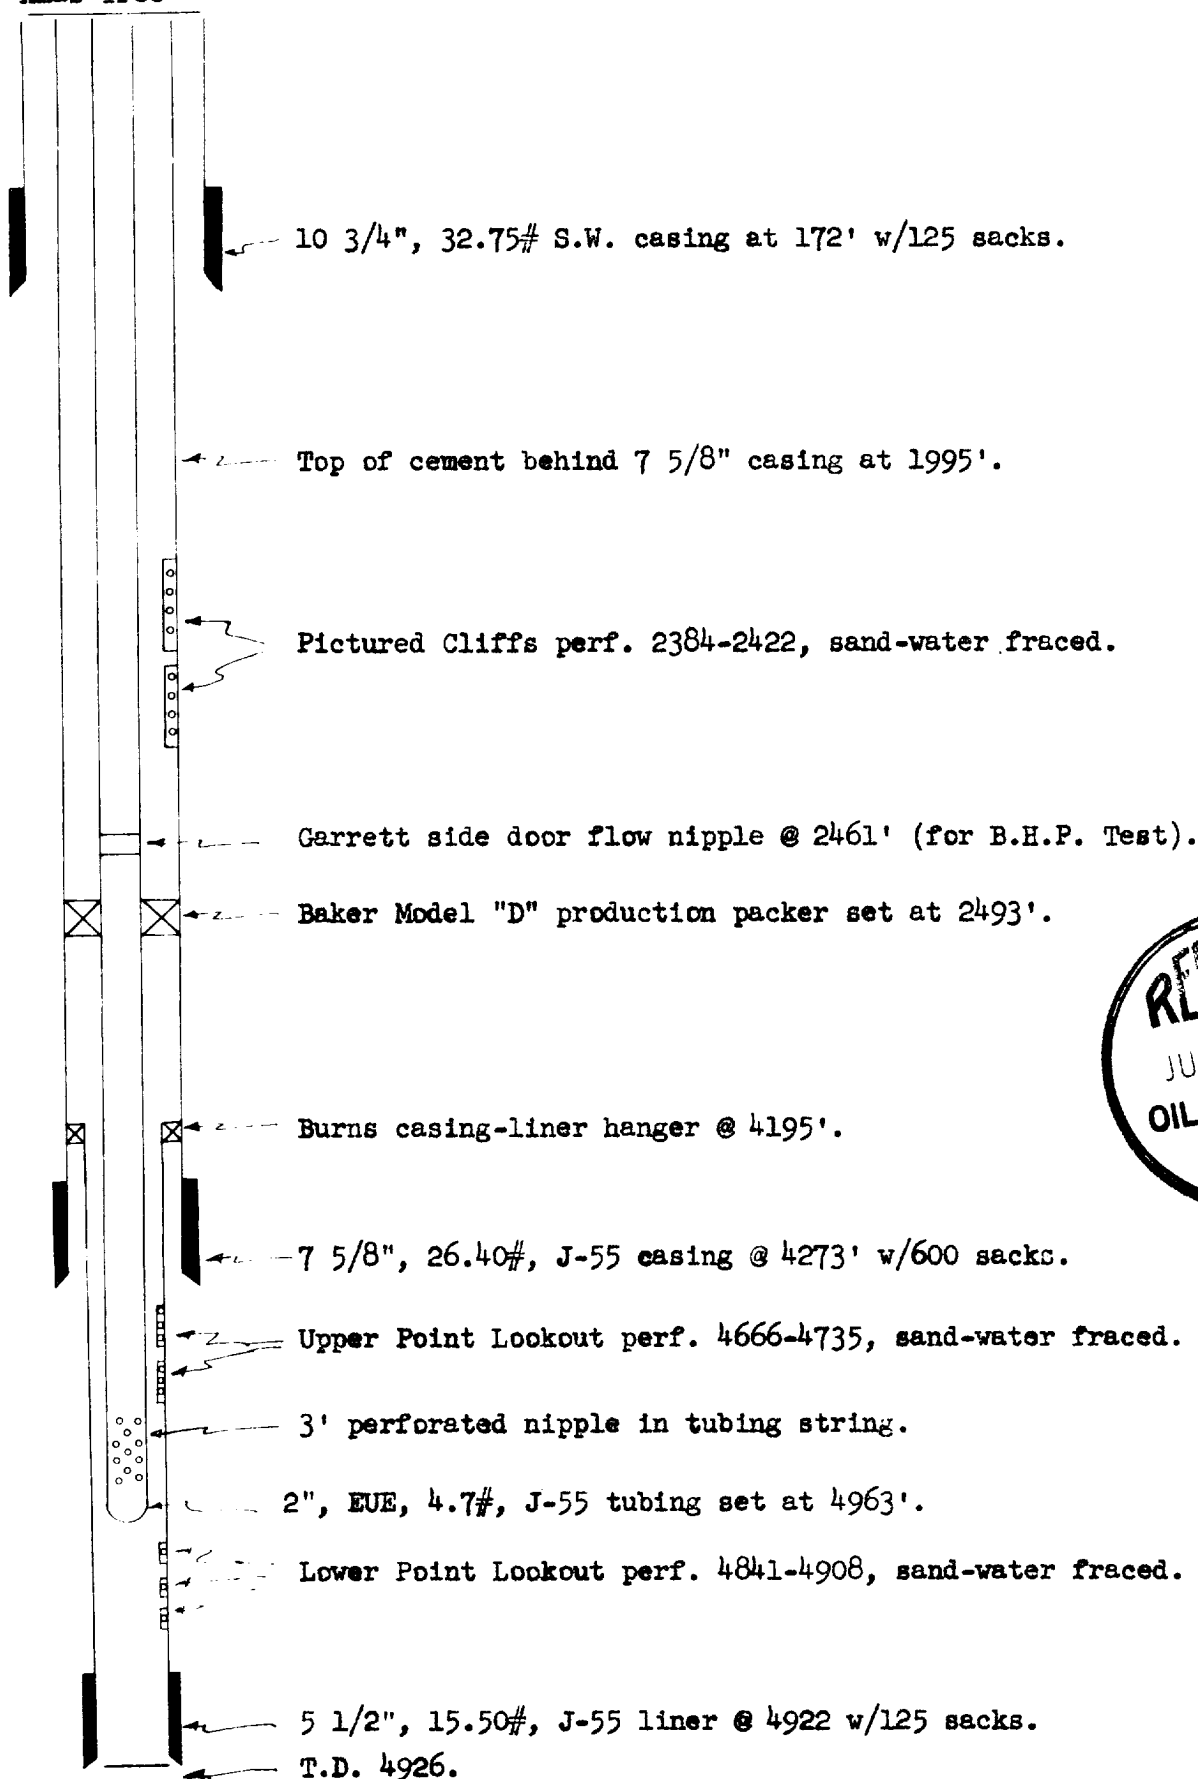 10 3/4", 32.75# S.W. casing at 172' w/125 sacks.
Top of cement behind 7 5/8" casing at 1995'.
Pictured Cliffs perf. 2384-2422, sand-water fraced.
Garrett side door flow nipple @ 2461' (for B.H.P. Test).
Baker Model "D" production packer set at 2493'.
OIL
Burns casing-liner hanger @ 4195'.
7 5/8", 26.40#, J-55 casing @ 4273' w/600 sacks.
Upper Point Lookout perf. 4666-4735, sand-water fraced.
3' perforated nipple in tubing string.
2", EUE, 4.7#, J-55 tubing set at 4963'.
Lower Point Lookout perf. 4841-4908, sand-water fraced.
5 1/2", 15.50#, J-55 liner @ 4922 w/125 sacks.
T.D. 4926.